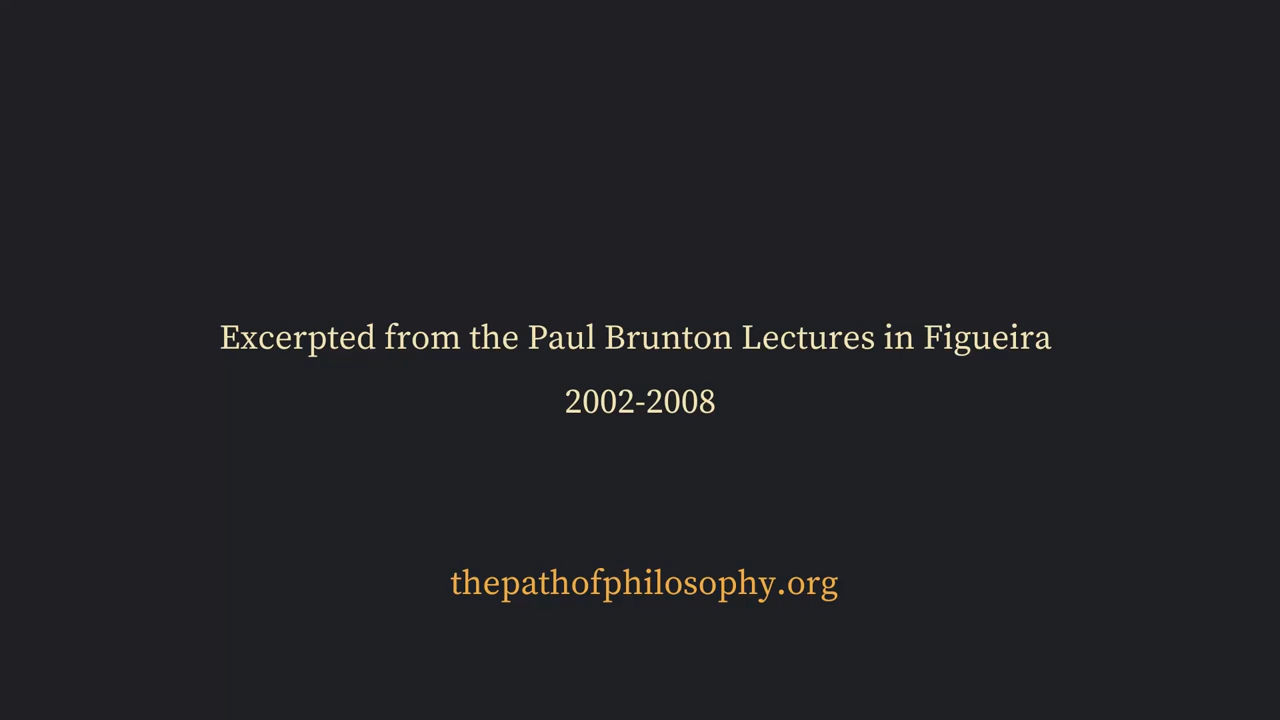 Excerpted from the Paul Brunton Lectures in Figueira
2002-2008
thepathofphilosophy.org